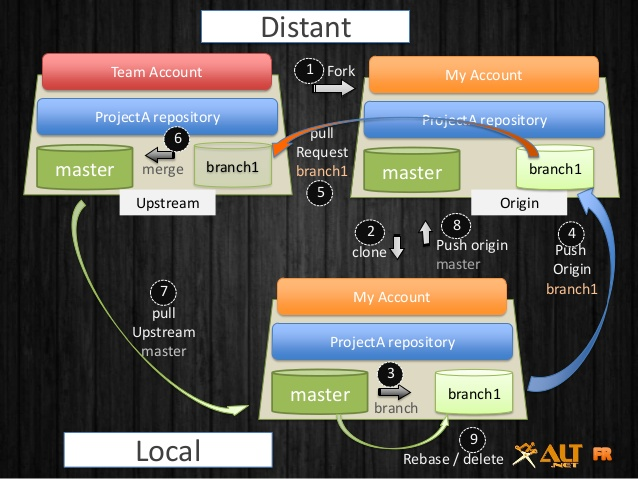 Distant
Team Account
1
Fork
My Account
ProjectA repository
ProjectA repository
6
master
merge
branch1
pull
Request
branch1
5
master
branch1
Upstream
Origin
2
clone
8
Push origin
master
4
Push
Origin
branch1
7
pull
Upstream
master
My Account
ProjectA repository
3
master
branch
branch1
9
Rebase / delete
Local
ALT
.NET
FR